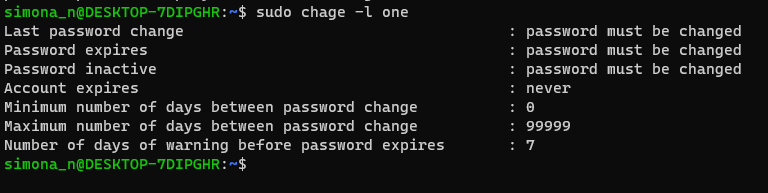 simona_n@DESKTOP-7DIPGHR:~$ sudo chage -l one
Last password change : password must be changed
Password expires : password must be changed
Password inactive : password must be changed
Account expires : never
Minimum number of days between password change : 0
Maximum number of days between password change : 99999
Number of days of warning before password expires : 7
simona_n@DESKTOP-7DIPGHR:~$